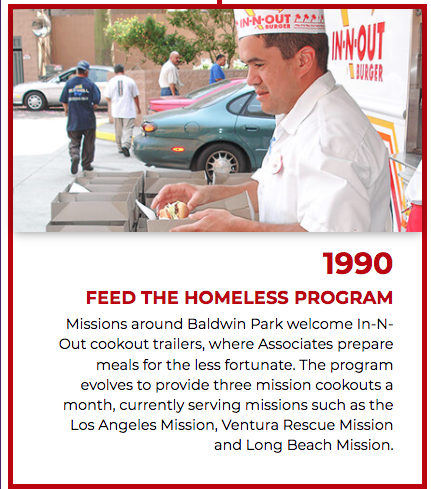 IN-N-OUT
BURGER
IN-N-OUT
BURGER
1990
FEED THE HOMELESS PROGRAM
Missions around Baldwin Park welcome In-N-
Out cookout trailers, where Associates prepare
meals for the less fortunate. The program
evolves to provide three mission cookouts a
month, currently serving missions such as the
Los Angeles Mission, Ventura Rescue Mission
and Long Beach Mission.